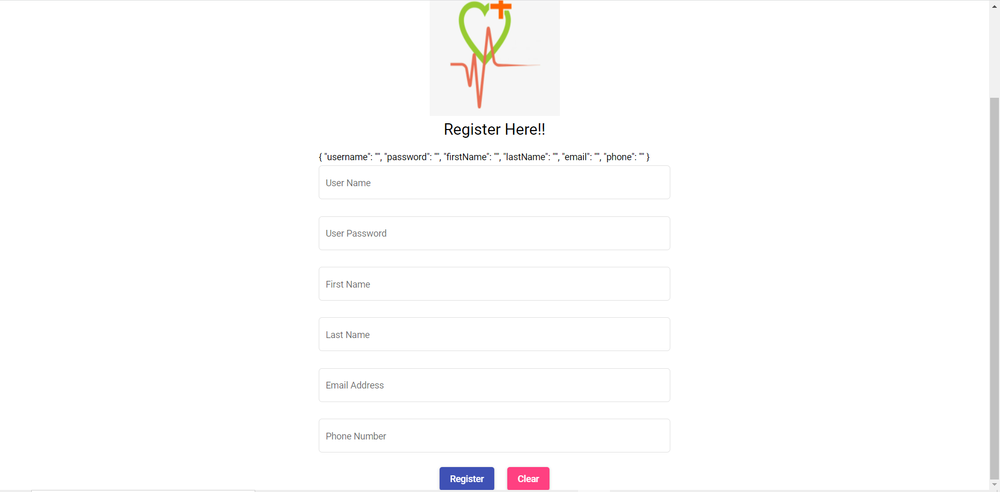 Register Here!!
{ "username": "", "password": "", "firstName": "", "lastName": "", "email": "", "phone": "" }
User Name
User Password
First Name
Last Name
Email Address
Phone Number
Register Clear